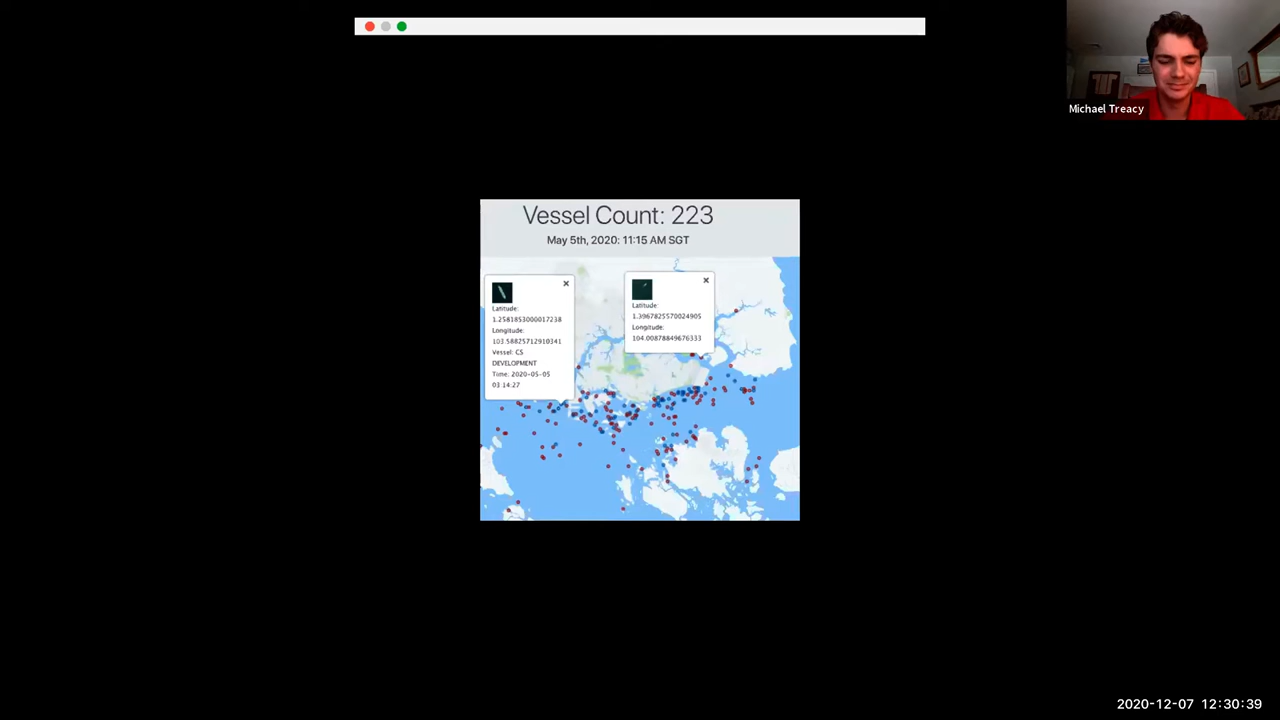 Michael Treacy
Vessel Count: 223
May 5th, 2020: 11:15 AM SGT
Latitude:
1.2581853000017238
Longitude:
103.58825712910341
Vessel: CS
DEVELOPMENT
Time: 2020-05-05
03:14:27
Latitude:
1.3967825570024905
Longitude:
104.00878849676333
2020-12-07 12:30:39